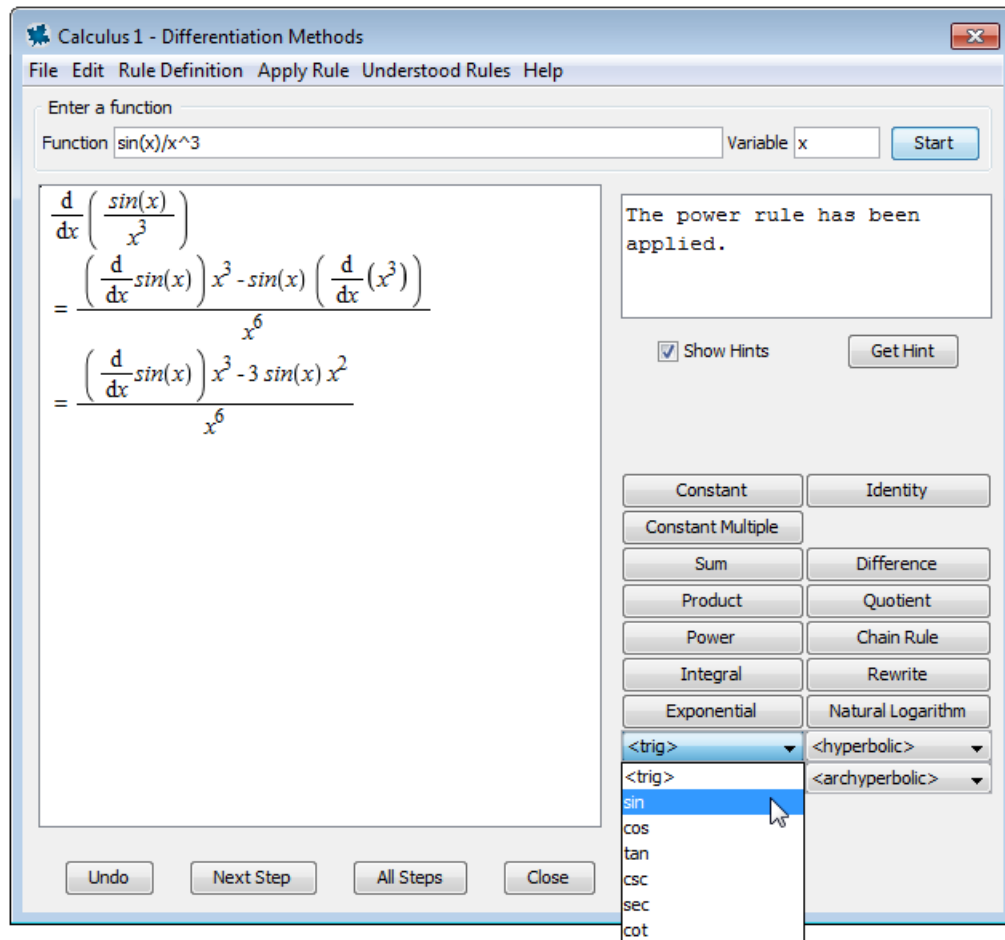 Calculus 1 - Differentiation Methods
File Edit Rule Definition Apply Rule Understood Rules Help
Enter a function
Function sin(x)/x^3 Variable x Start
d/dx ( sin(x) / x^3 )
= ( ( d/dx sin(x) ) x^3 - sin(x) ( d/dx (x^3) ) ) / x^6
= ( ( d/dx sin(x) ) x^3 - 3 sin(x) x^2 ) / x^6
The power rule has been
applied.
Show Hints Get Hint
Constant Identity
Constant Multiple
Sum Difference
Product Quotient
Power Chain Rule
Integral Rewrite
Exponential Natural Logarithm
<trig> <hyperbolic>
<trig> <archyperbolic>
sin
cos
tan
csc
sec
cot
Undo Next Step All Steps Close